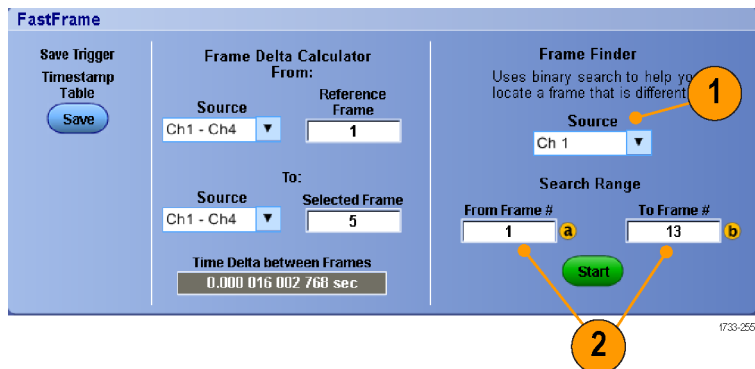 FastFrame
Save Trigger
Timestamp
Table
Save
Frame Delta Calculator
From:
Source
Reference
Frame
Ch1 - Ch4
1
To:
Source
Selected Frame
Ch1 - Ch4
5
Time Delta between Frames
0.000 016 002 768 sec
Frame Finder
Uses binary search to help
locate a frame that is different
1
Source
Ch 1
Search Range
From Frame #
To Frame #
1
a
13
b
Start
2
1733-255